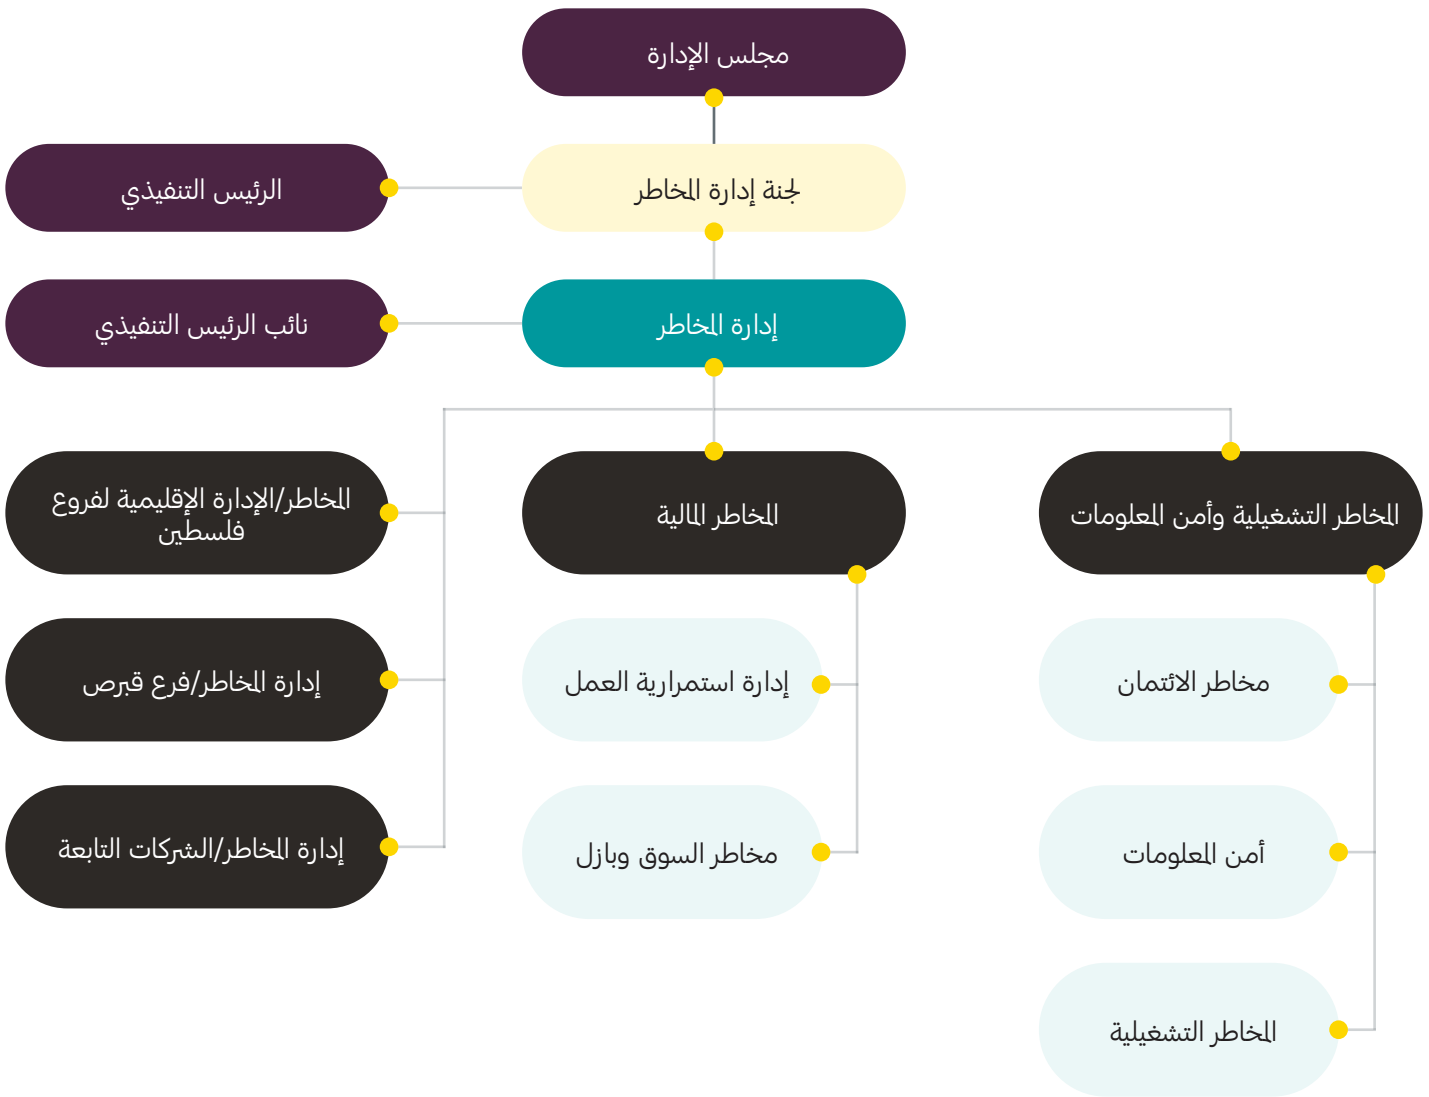 مجلس الإدارة
لجنة إدارة المخاطر
الرئيس التنفيذي
إدارة المخاطر
نائب الرئيس التنفيذي
المخاطر التشغيلية وأمن المعلومات
المخاطر المالية
المخاطر/الإدارة الإقليمية لفروع
فلسطين
مخاطر الائتمان
إدارة استمرارية العمل
إدارة المخاطر/فرع قبرص
أمن المعلومات
مخاطر السوق وبازل
إدارة المخاطر/الشركات التابعة
المخاطر التشغيلية